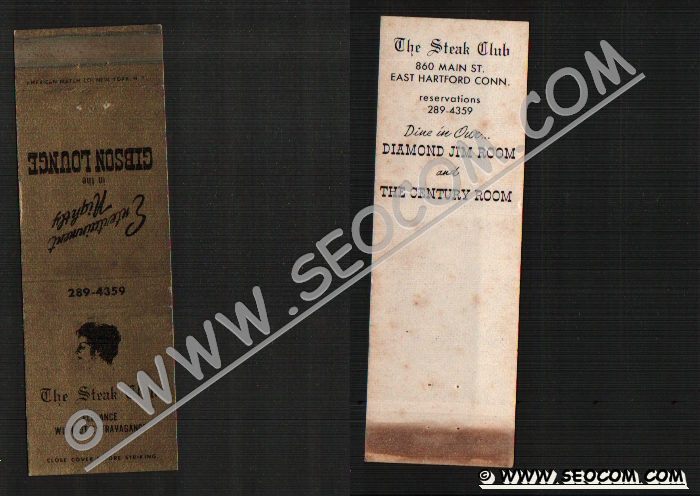 AMERICAN MATCH CO., NEW YORK, N. Y.
Entertainment
Nightly
in the
GIBSON LOUNGE
289-4359
The Steak
CLOSE COVER STRIKING.
The Steak Club
860 MAIN ST.
EAST HARTFORD CONN.
reservations
289-4359
Dine in Our...
DIAMOND JIM ROOM
and
THE CENTURY ROOM
© WWW.SEOCOM.COM
© WWW.SEOCOM.COM